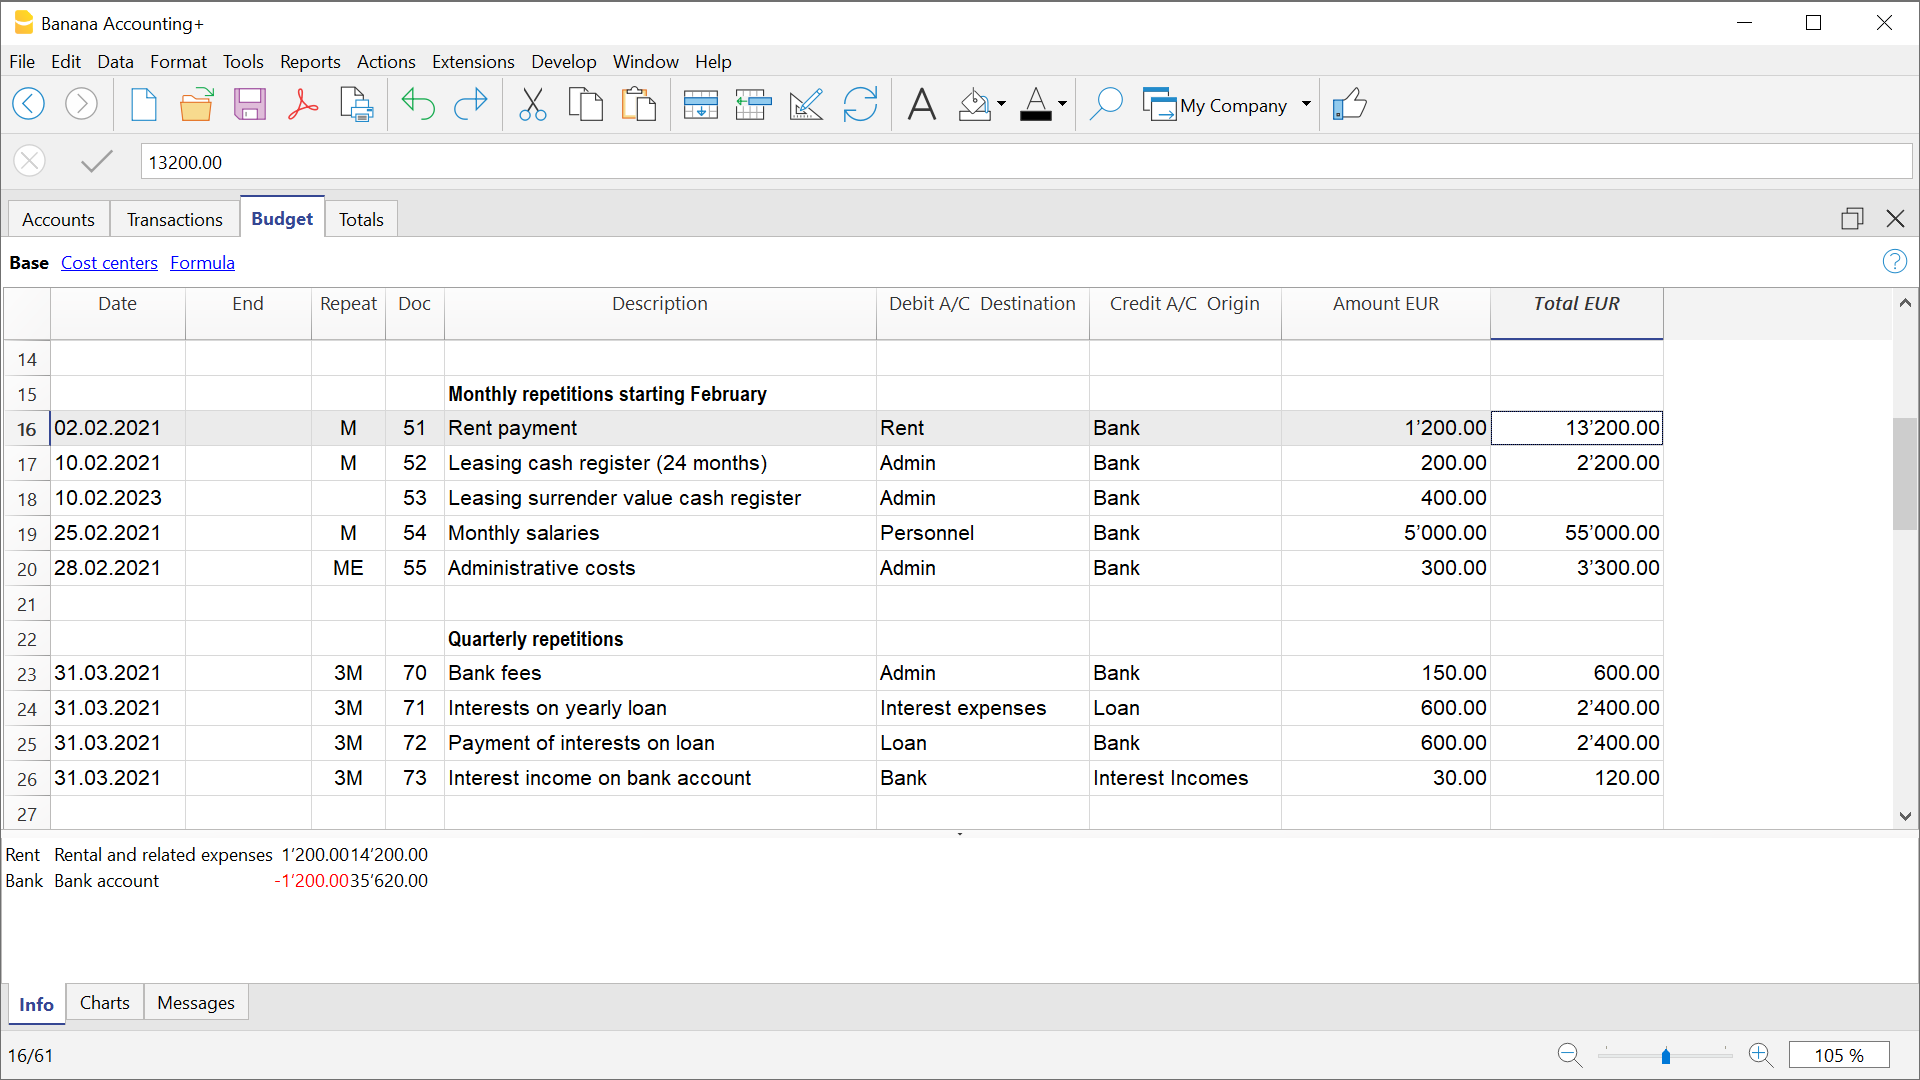 Banana Accounting+
File Edit Data Format Tools Reports Actions Extensions Develop Window Help
My Company
13200.00
Accounts Transactions Budget Totals
Base Cost centers Formula
Date End Repeat Doc Description Debit A/C Destination Credit A/C Origin Amount EUR Total EUR
14
15 Monthly repetitions starting February
16 02.02.2021 M 51 Rent payment Rent Bank 1’200.00 13’200.00
17 10.02.2021 M 52 Leasing cash register (24 months) Admin Bank 200.00 2’200.00
18 10.02.2023 53 Leasing surrender value cash register Admin Bank 400.00
19 25.02.2021 M 54 Monthly salaries Personnel Bank 5’000.00 55’000.00
20 28.02.2021 ME 55 Administrative costs Admin Bank 300.00 3’300.00
21
22 Quarterly repetitions
23 31.03.2021 3M 70 Bank fees Admin Bank 150.00 600.00
24 31.03.2021 3M 71 Interests on yearly loan Interest expenses Loan 600.00 2’400.00
25 31.03.2021 3M 72 Payment of interests on loan Loan Bank 600.00 2’400.00
26 31.03.2021 3M 73 Interest income on bank account Bank Interest Incomes 30.00 120.00
27
Rent Rental and related expenses 1’200.00 14’200.00
Bank Bank account -1’200.00 35’620.00
Info Charts Messages
16/61 105 %